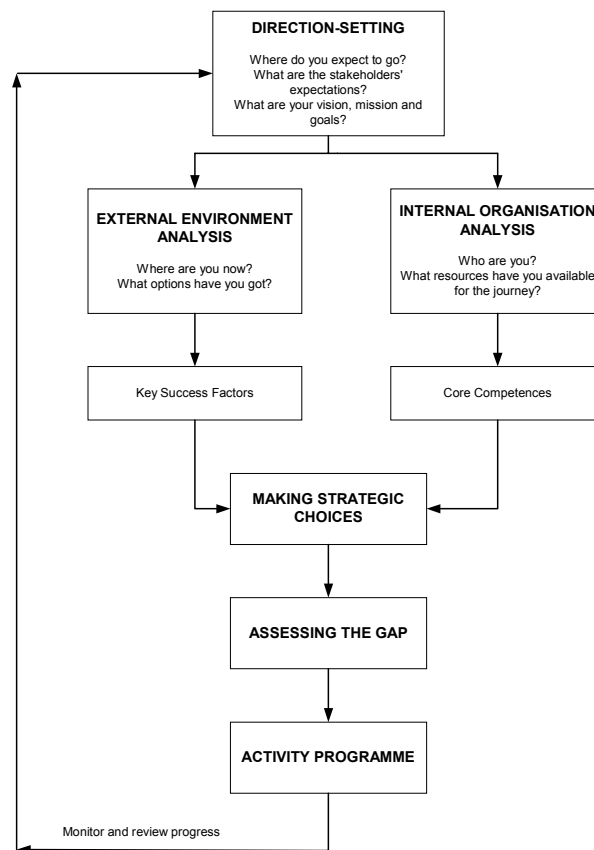 DIRECTION-SETTING
Where do you expect to go?
What are the stakeholders'
expectations?
What are your vision, mission and
goals?
EXTERNAL ENVIRONMENT
ANALYSIS
Where are you now?
What options have you got?
INTERNAL ORGANISATION
ANALYSIS
Who are you?
What resources have you available
for the journey?
Key Success Factors
Core Competences
MAKING STRATEGIC
CHOICES
ASSESSING THE GAP
ACTIVITY PROGRAMME
Monitor and review progress